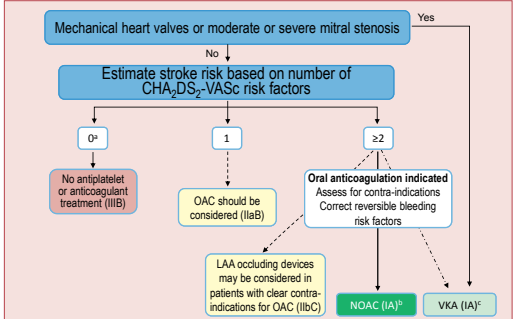 Mechanical heart valves or moderate or severe mitral stenosis
Yes
No
Estimate stroke risk based on number of
CHA₂DS₂-VASc risk factors
0ᵃ
1
≥2
No antiplatelet
or anticoagulant
treatment (IIIB)
OAC should be
considered (IIaB)
Oral anticoagulation indicated
Assess for contra-indications
Correct reversible bleeding
risk factors
LAA occluding devices
may be considered in
patients with clear contra-
indications for OAC (IIbC)
NOAC (IA)ᵇ
VKA (IA)ᶜ